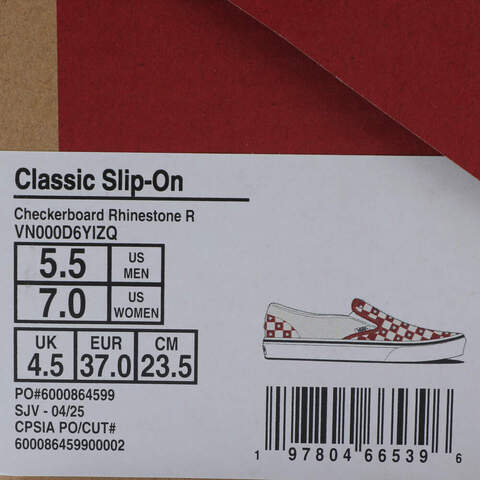 Classic Slip-On
Checkerboard Rhinestone R
VN000D6YIZQ
5.5 US MEN
7.0 US WOMEN
UK EUR CM
4.5 37.0 23.5
PO#6000864599
SJV - 04/25
CPSIA PO/CUT#
600086459900002
1 97804 66539 6